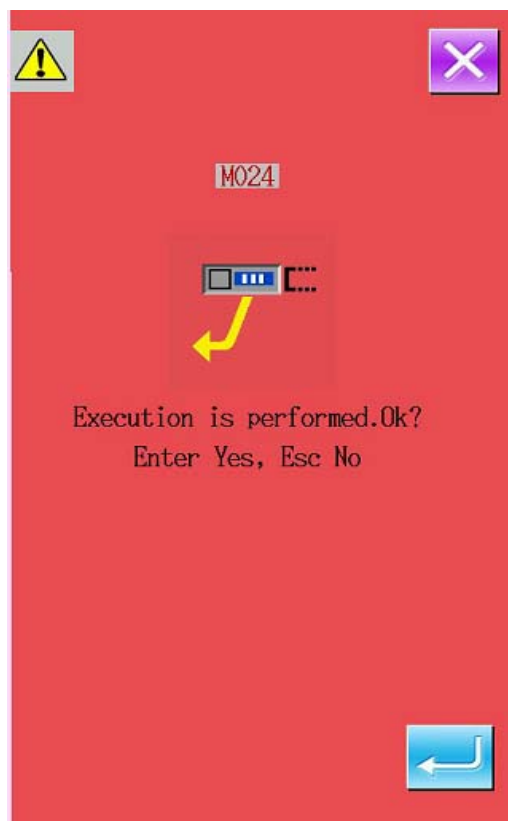 M024
Execution is performed.Ok?
Enter Yes, Esc No